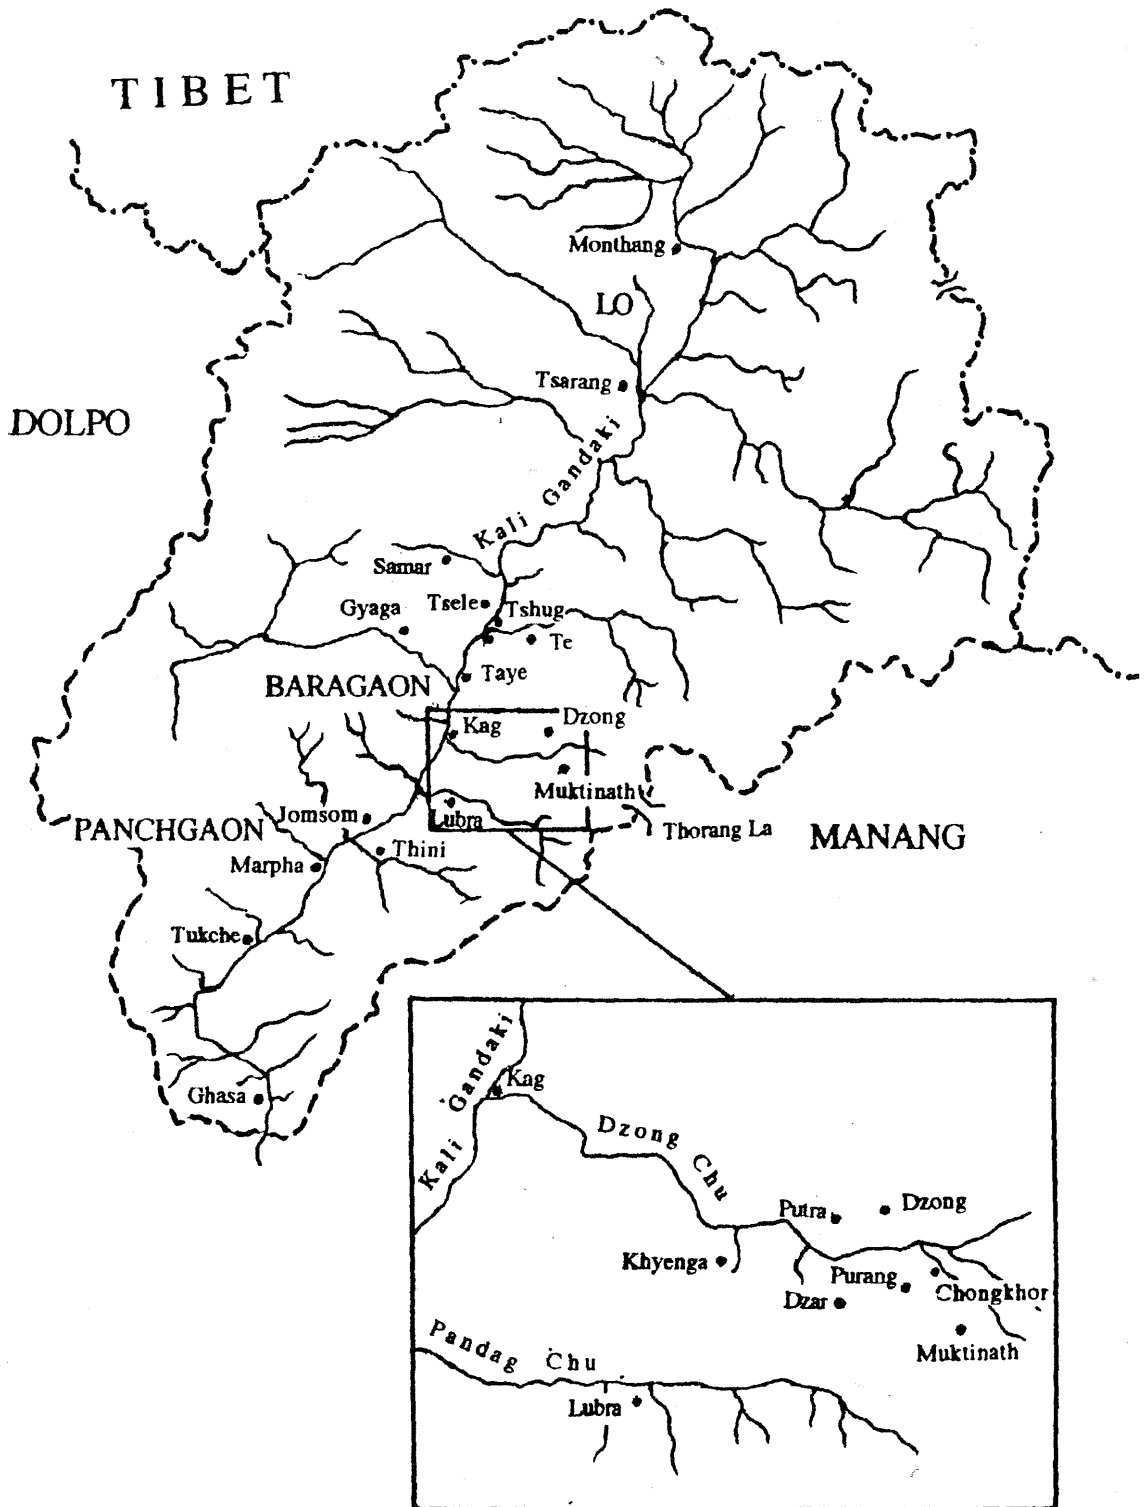 TIBET
Monthang
LO
Tsarang
DOLPO
Kali Gandaki
Samar
Tsele
Tshug
Gyaga
Te
Taye
BARAGAON
Kag
Dzong
Muktinath
Jomsom
Lubra
PANCHGAON
Thorang La
MANANG
Thini
Marpha
Tukche
Ghasa
Kali Gandaki
Kag
Dzong Chu
Putra
Dzong
Khyenga
Purang
Chongkhor
Dzar
Muktinath
Pandag Chu
Lubra